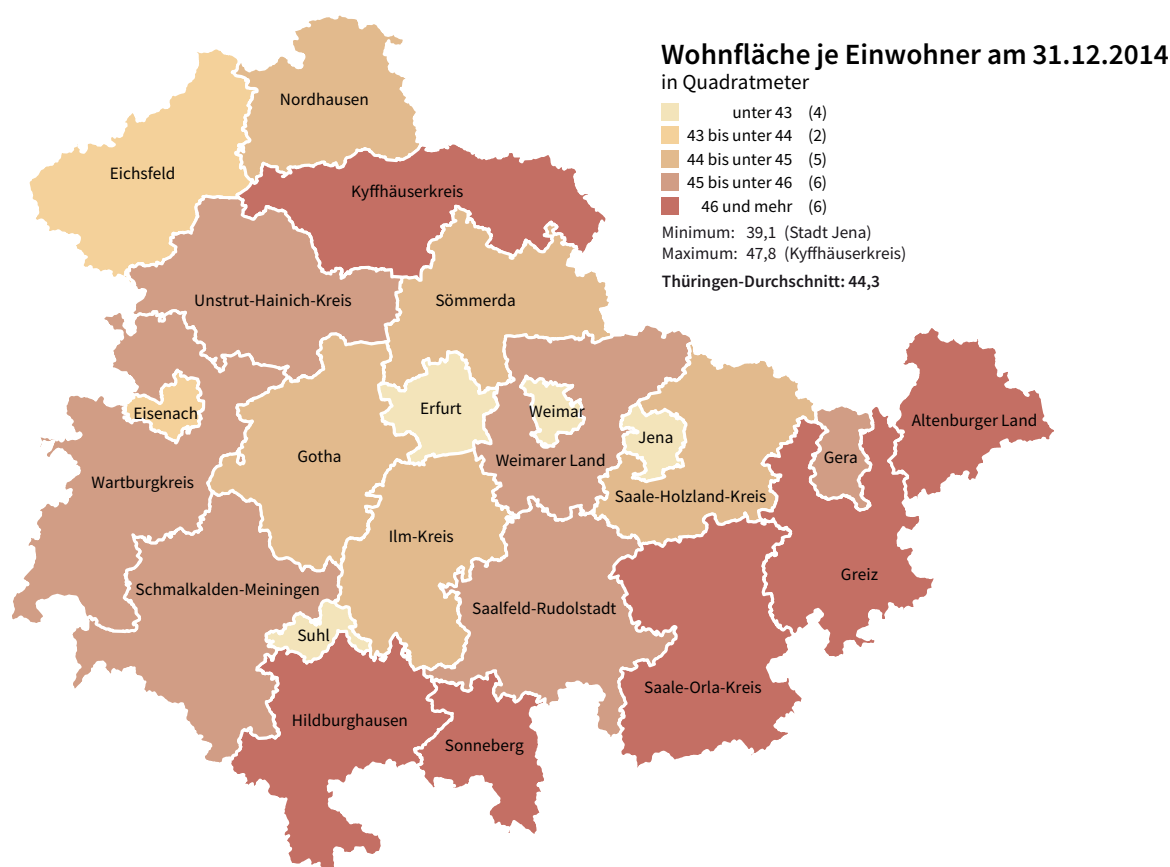 Wohnfläche je Einwohner am 31.12.2014
in Quadratmeter
unter 43 (4)
43 bis unter 44 (2)
44 bis unter 45 (5)
45 bis unter 46 (6)
46 und mehr (6)
Minimum: 39,1 (Stadt Jena)
Maximum: 47,8 (Kyffhäuserkreis)
Thüringen-Durchschnitt: 44,3
Nordhausen
Eichsfeld
Kyffhäuserkreis
Unstrut-Hainich-Kreis
Sömmerda
Eisenach
Erfurt
Weimar
Jena
Altenburger Land
Gotha
Weimarer Land
Gera
Wartburgkreis
Saale-Holzland-Kreis
Ilm-Kreis
Greiz
Schmalkalden-Meiningen
Saalfeld-Rudolstadt
Suhl
Saale-Orla-Kreis
Hildburghausen
Sonneberg